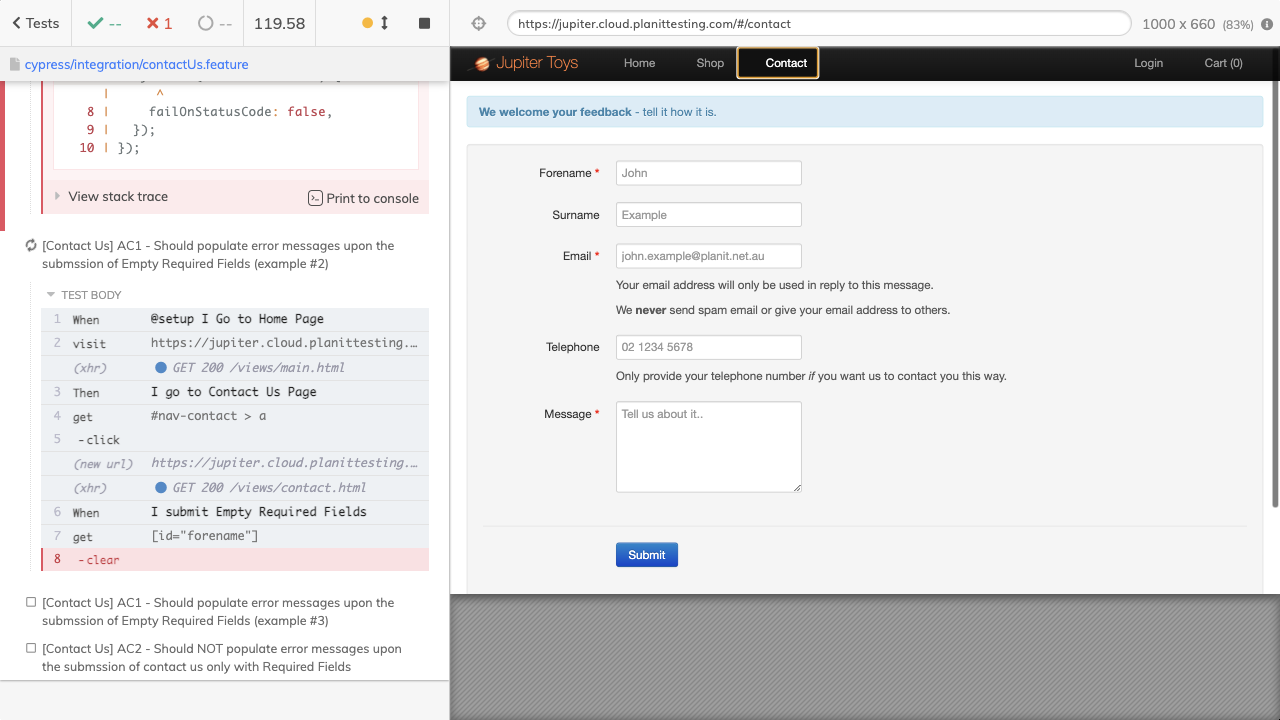 Tests
--
1
--
119.58
https://jupiter.cloud.planittesting.com/#/contact
1000 x 660 (83%)
cypress/integration/contactUs.feature
| ^
8 | failOnStatusCode: false,
9 | });
10 | });
View stack trace
Print to console
[Contact Us] AC1 - Should populate error messages upon the
submssion of Empty Required Fields (example #2)
TEST BODY
1 When @setup I Go to Home Page
2 visit https://jupiter.cloud.planittesting.…
(xhr) GET 200 /views/main.html
3 Then I go to Contact Us Page
4 get #nav-contact > a
5 -click
(new url) https://jupiter.cloud.planittesting.…
(xhr) GET 200 /views/contact.html
6 When I submit Empty Required Fields
7 get [id="forename"]
8 -clear
[Contact Us] AC1 - Should populate error messages upon the
submssion of Empty Required Fields (example #3)
[Contact Us] AC2 - Should NOT populate error messages upon
the submssion of contact us only with Required Fields
Jupiter Toys
Home
Shop
Contact
Login
Cart (0)
We welcome your feedback - tell it how it is.
Forename * John
Surname Example
Email * john.example@planit.net.au
Your email address will only be used in reply to this message.
We never send spam email or give your email address to others.
Telephone 02 1234 5678
Only provide your telephone number if you want us to contact you this way.
Message * Tell us about it..
Submit